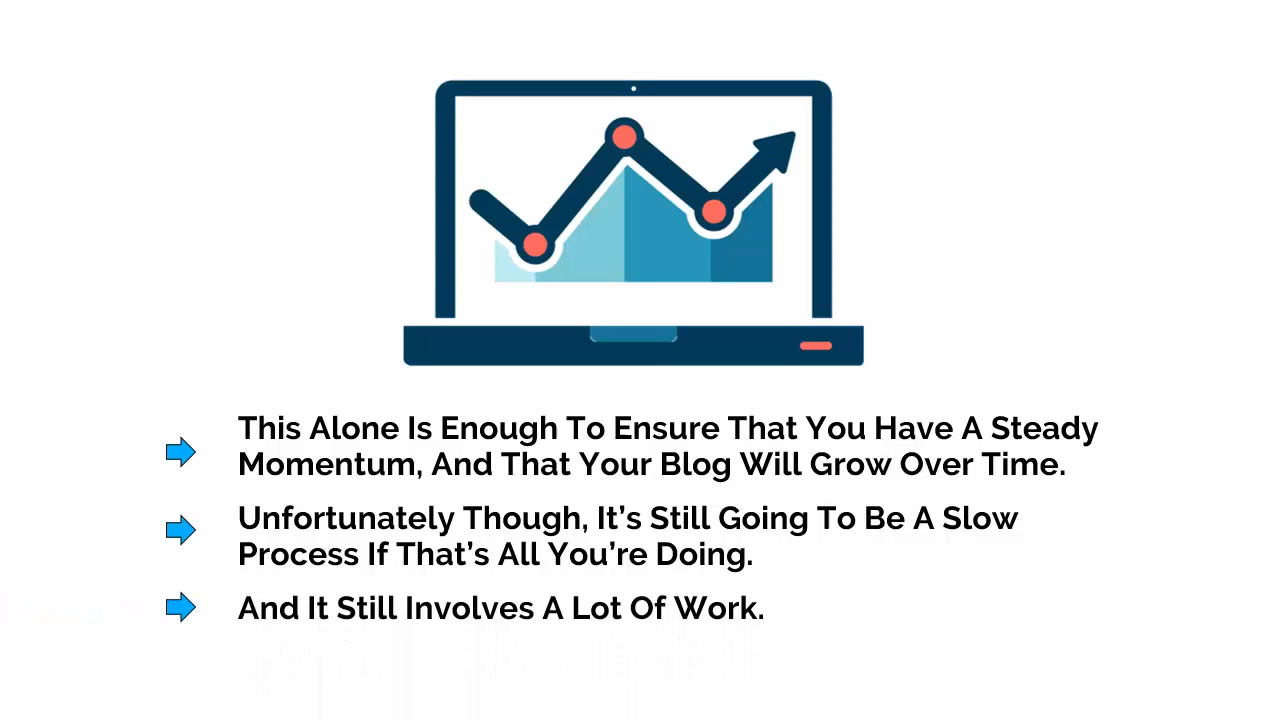 This Alone Is Enough To Ensure That You Have A Steady
Momentum, And That Your Blog Will Grow Over Time.
Unfortunately Though, It’s Still Going To Be A Slow
Process If That’s All You’re Doing.
And It Still Involves A Lot Of Work.